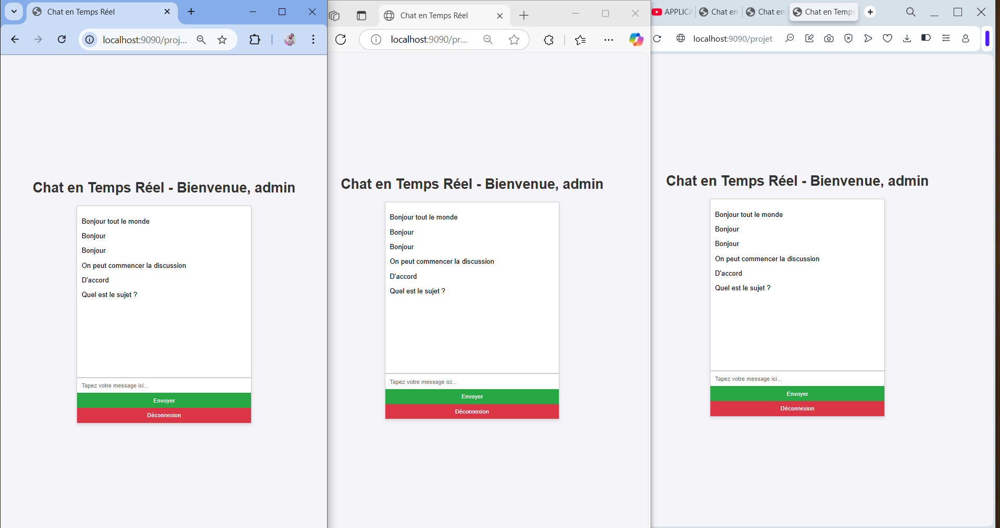 Chat en Temps Réel
localhost:9090/proj...
Chat en Temps Réel - Bienvenue, admin
Bonjour tout le monde
Bonjour
Bonjour
On peut commencer la discussion
D'accord
Quel est le sujet ?
Tapez votre message ici...
Envoyer
Déconnexion
Chat en Temps Réel
localhost:9090/pr...
Chat en Temps Réel - Bienvenue, admin
Bonjour tout le monde
Bonjour
Bonjour
On peut commencer la discussion
D'accord
Quel est le sujet ?
Tapez votre message ici...
Envoyer
Déconnexion
APPLICA Chat en Chat en Chat en Temps
localhost:9090/projet
Chat en Temps Réel - Bienvenue, admin
Bonjour tout le monde
Bonjour
Bonjour
On peut commencer la discussion
D'accord
Quel est le sujet ?
Tapez votre message ici...
Envoyer
Déconnexion